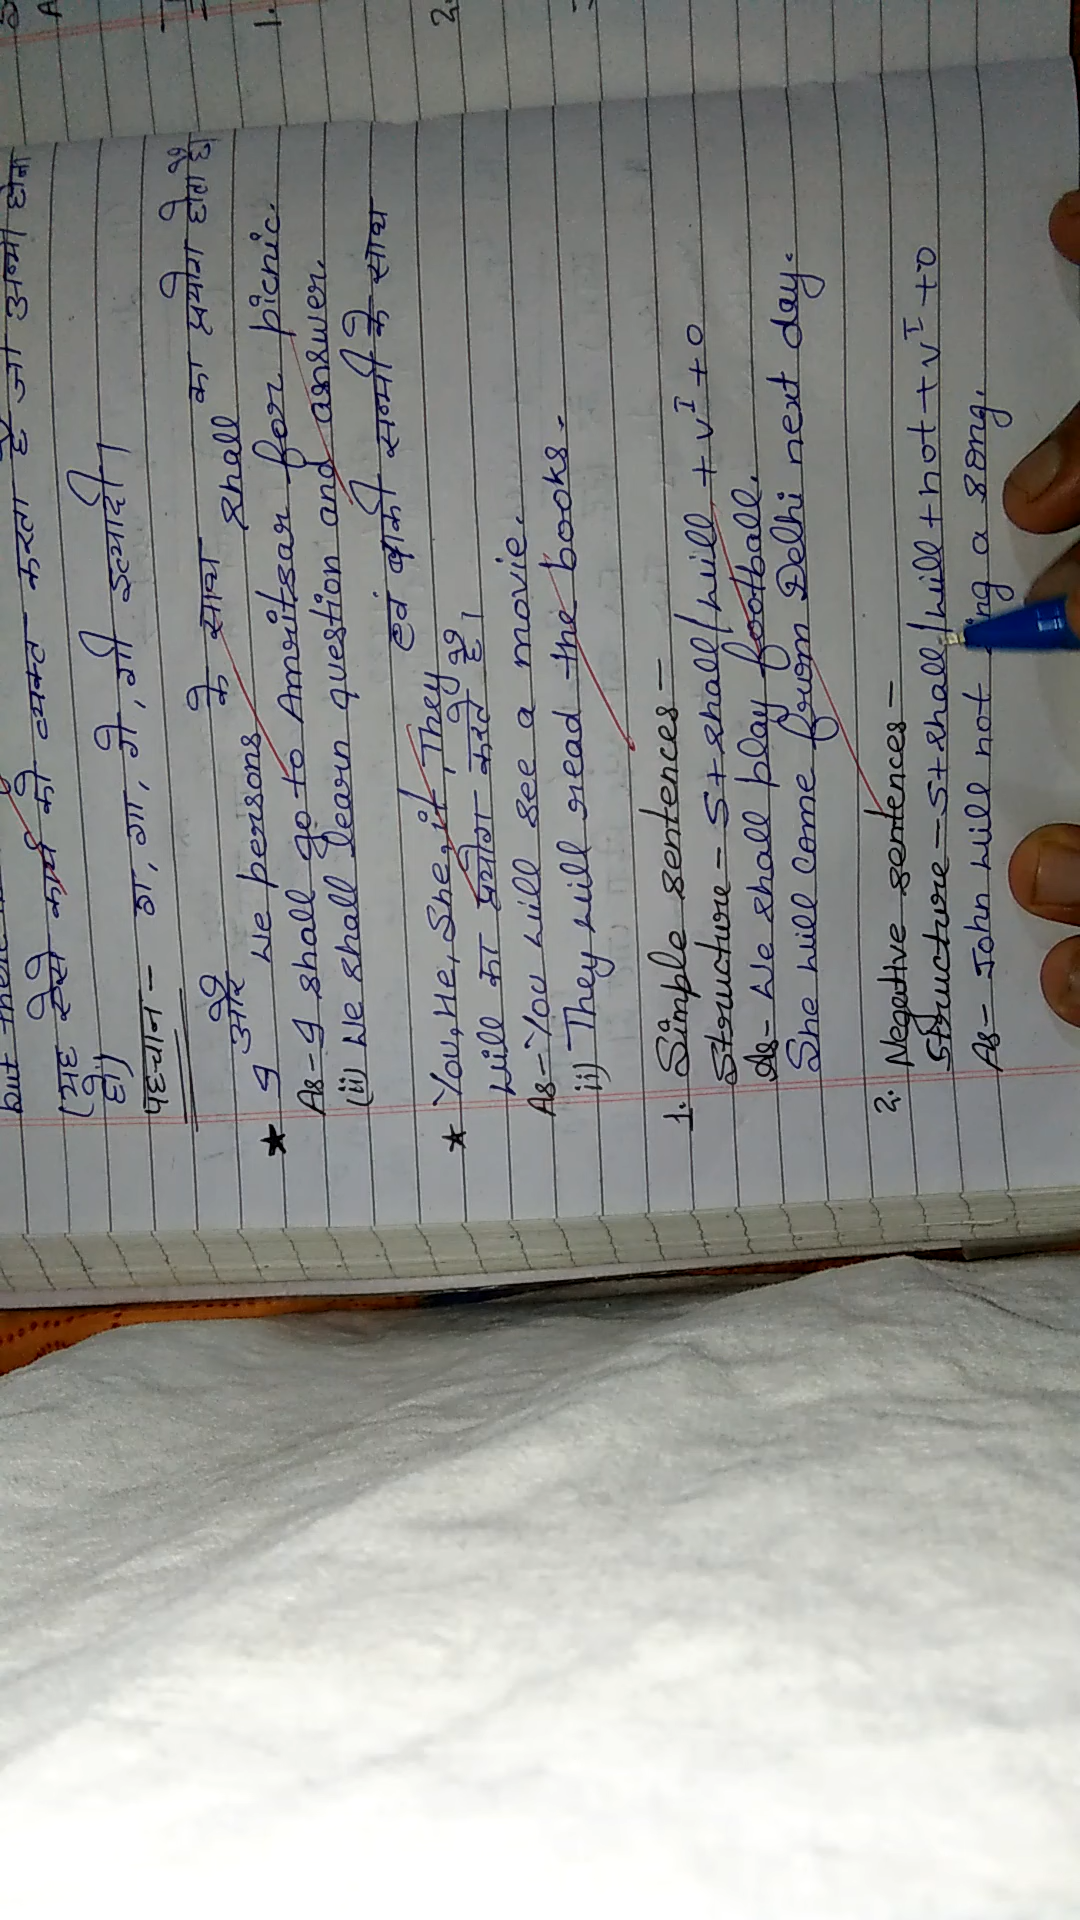 (यह ऐसे कार्य को व्यक्त करता है जो अभी होना
हो।)
पहचान - गा, गे, गी इत्यादी।
और के साथ का प्रयोग होता है।
★ I we persons shall
As - I shall go to Amritsar for picnic.
(ii) We shall learn question and answer.
एवं बाकी सभी के साथ
★ You, He, She, it, They
will का प्रयोग करते हैं।
As - You will see a movie.
ii) They will read the books.
1. Simple sentences -
Structure - S + shall/will + V^I + O
As - We shall play football.
She will come from Delhi next day.
2. Negative sentences -
Structure - S + shall/will + not + V^I + O
As - John will not a song.
1.
2.